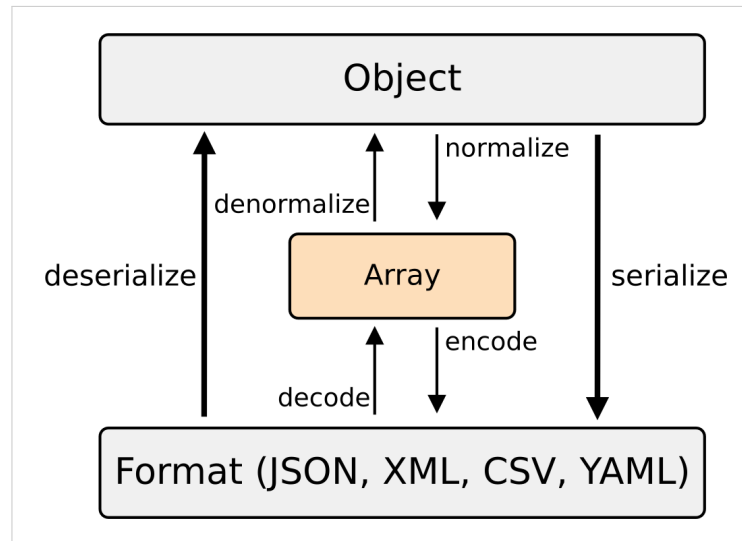 Object
normalize
denormalize
deserialize
Array
serialize
encode
decode
Format (JSON, XML, CSV, YAML)